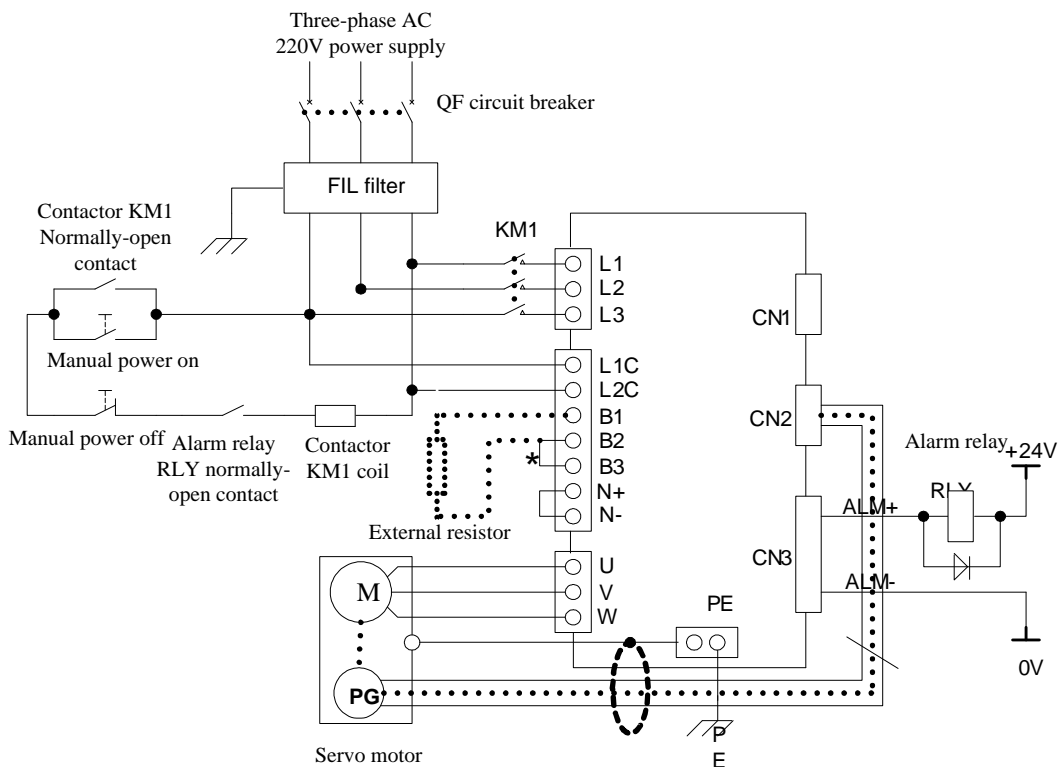 Three-phase AC
220V power supply
QF circuit breaker
FIL filter
Contactor KM1
Normally-open
contact
KM1
L1
L2
L3
CN1
Manual power on
L1C
L2C
B1
B2
*
B3
N+
N-
CN2
Manual power off
Alarm relay
RLY normally-
open contact
Contactor
KM1 coil
External resistor
Alarm relay
+24V
RLY
ALM+
CN3
ALM-
0V
U
V
W
M
PE
PG
P
E
Servo motor